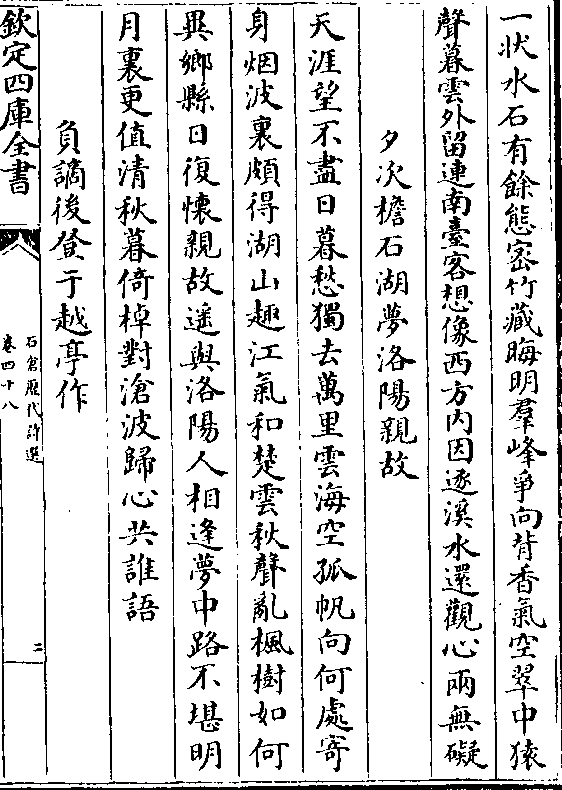 一状水石有餘態宻竹藏晦明羣峰爭向背香氣空翠中猿
聲暮雲外留連南臺客想像西方内因逐溪水還觀心兩無礙
夕次檐石湖夢洛陽親故
天涯望不盡日暮愁獨去萬里雲海空孤帆向何處寄
身烟波裏頗得湖山趣江氣和楚雲秋聲亂楓樹如何
異鄉縣日復懷親故遥與洛陽人相逢夢中路不堪明
月裏更值清秋暮倚棹對滄波歸心共誰語
負謫後登于越亭作
欽定四庫全書
石倉歷代詩選
卷四十八
二